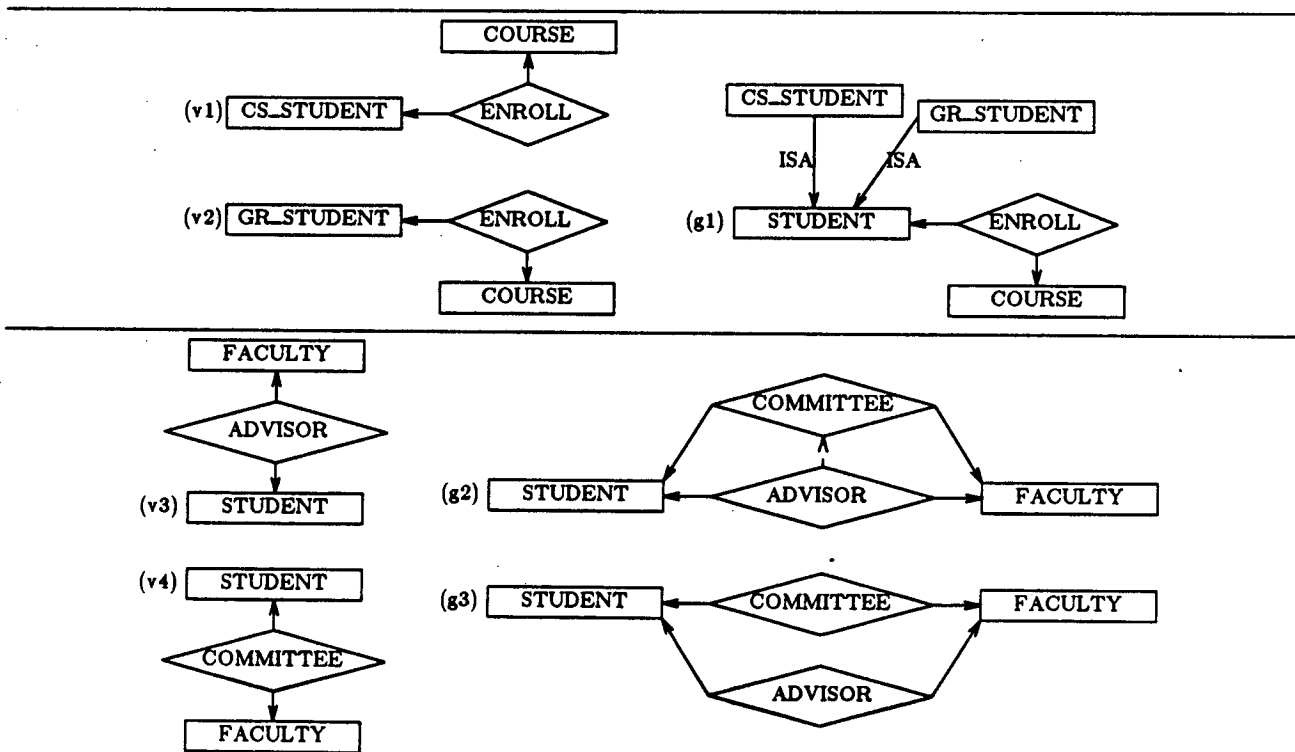 COURSE
(v1) CS_STUDENT
ENROLL
CS_STUDENT
GR_STUDENT
ISA
ISA
(v2) GR_STUDENT
ENROLL
COURSE
(g1) STUDENT
ENROLL
COURSE
FACULTY
ADVISOR
(v3) STUDENT
COMMITTEE
(g2) STUDENT
ADVISOR
FACULTY
(v4) STUDENT
COMMITTEE
FACULTY
(g3) STUDENT
COMMITTEE
FACULTY
ADVISOR